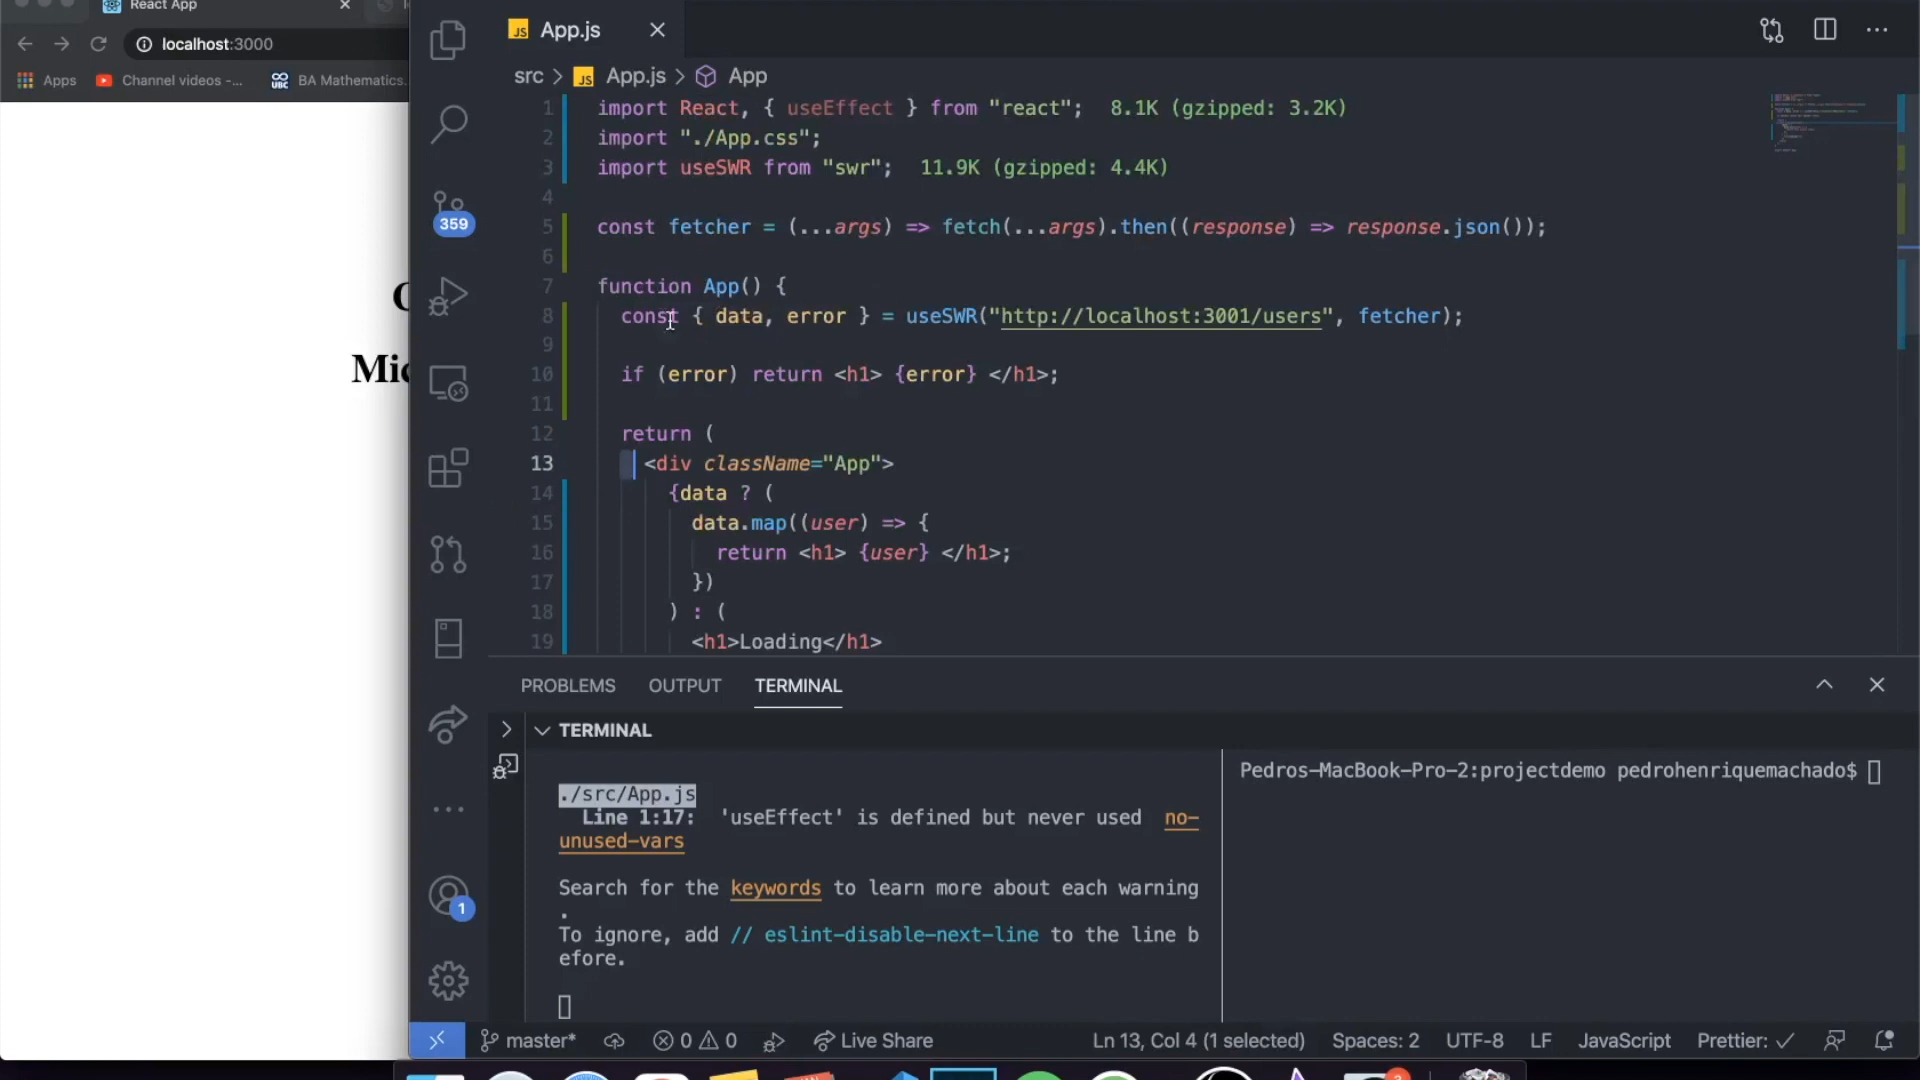 React App
localhost:3000
Apps
Channel videos -...
UBC
BA Mathematics.
Mic
359
1
JS App.js
src > JS App.js > App
1 import React, { useEffect } from "react"; 8.1K (gzipped: 3.2K)
2 import "./App.css";
3 import useSWR from "swr"; 11.9K (gzipped: 4.4K)
4
5 const fetcher = (...args) => fetch(...args).then((response) => response.json());
6
7 function App() {
8 const { data, error } = useSWR("http://localhost:3001/users", fetcher);
9
10 if (error) return <h1> {error} </h1>;
11
12 return (
13 <div className="App">
14 {data ? (
15 data.map((user) => {
16 return <h1> {user} </h1>;
17 })
18 ) : (
19 <h1>Loading</h1>
PROBLEMS OUTPUT TERMINAL
TERMINAL
./src/App.js
Line 1:17: 'useEffect' is defined but never used no-
unused-vars
Search for the keywords to learn more about each warning
.
To ignore, add // eslint-disable-next-line to the line b
efore.
Pedros-MacBook-Pro-2:projectdemo pedrohenriquemachado$
master* 0 0 Live Share Ln 13, Col 4 (1 selected) Spaces: 2 UTF-8 LF JavaScript Prettier: ✓